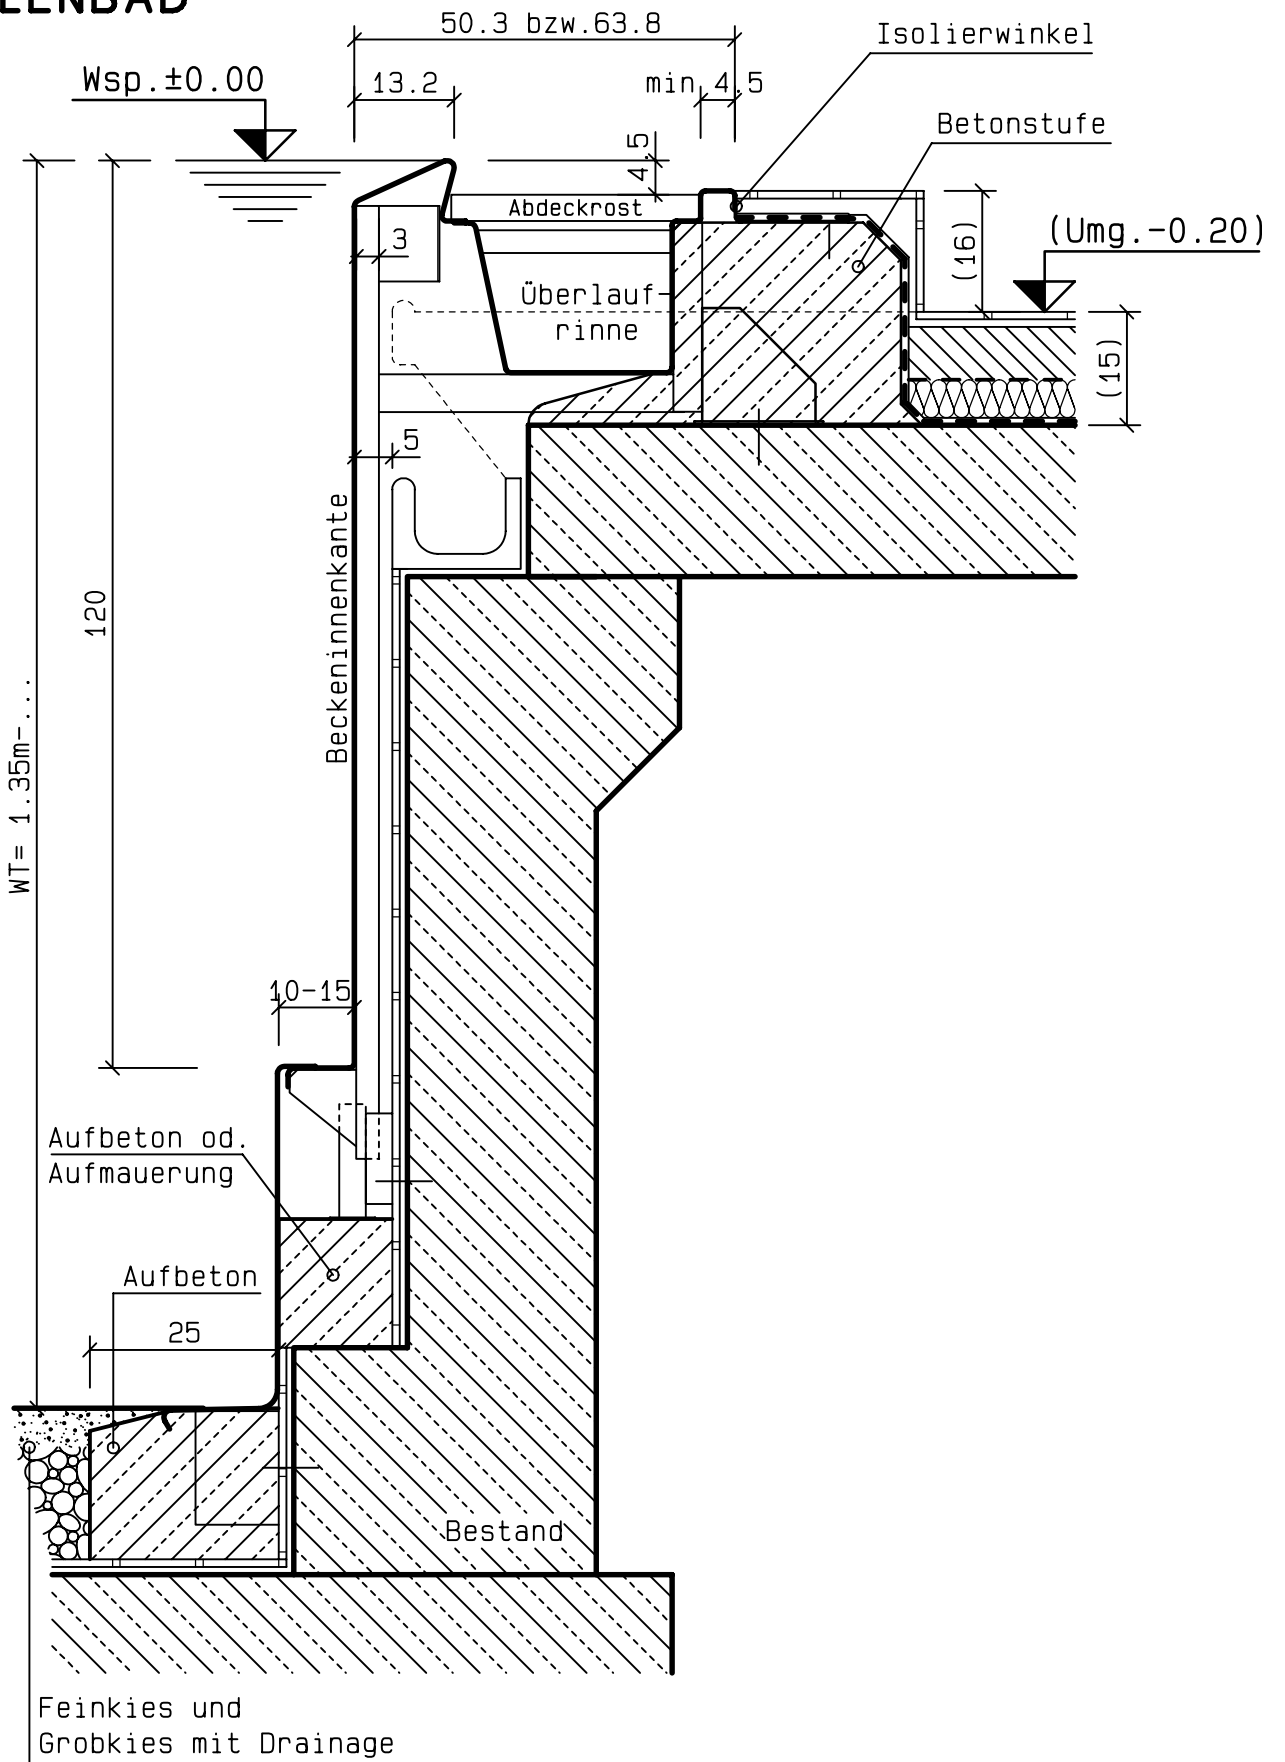 50.3 bzw.63.8
Isolierwinkel
Wsp.±0.00
13.2
min 4.5
Betonstufe
4.5
Abdeckrost
(Umg.-0.20)
(16)
3
Überlauf-
rinne
(15)
5
Beckeninnenkante
120
WT= 1.35m-...
10-15
Aufbeton od.
Aufmauerung
Aufbeton
25
Bestand
Feinkies und
Grobkies mit Drainage